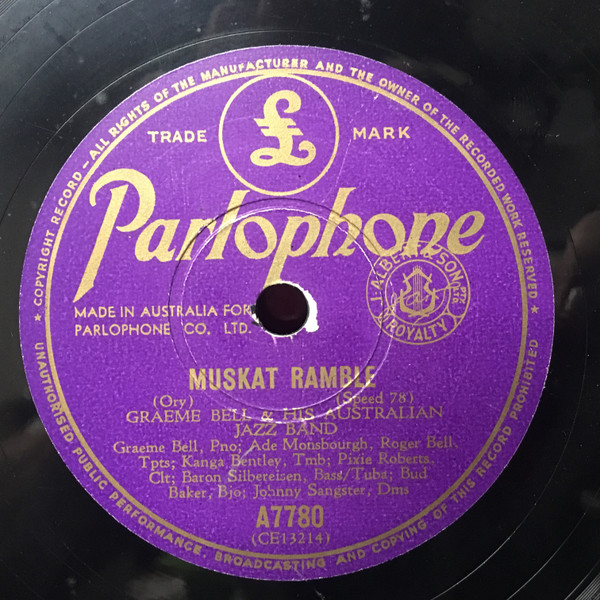 ★ COPYRIGHT RECORD — ALL RIGHTS OF THE MANUFACTURER AND THE OWNER OF THE RECORDED WORK RESERVED ★
£
TRADE MARK
Parlophone
MADE IN AUSTRALIA FOR
PARLOPHONE CO. LTD.
J. ALBERT & SON PTY LTD
ROYALTY
MUSKAT RAMBLE
(Ory) (Speed 78)
GRAEME BELL & HIS AUSTRALIAN
JAZZ BAND
Graeme Bell, Pno; Ade Monsbourgh, Roger Bell,
Tpts; Kanga Bentley, Tmb; Pixie Roberts,
Clt; Baron Silbereisen, Bass/Tuba; Bud
Baker, Bjo; Johnny Sangster, Dms
A7780
(CE13214)
UNAUTHORISED PUBLIC PERFORMANCE, BROADCASTING AND COPYING OF THIS RECORD PROHIBITED